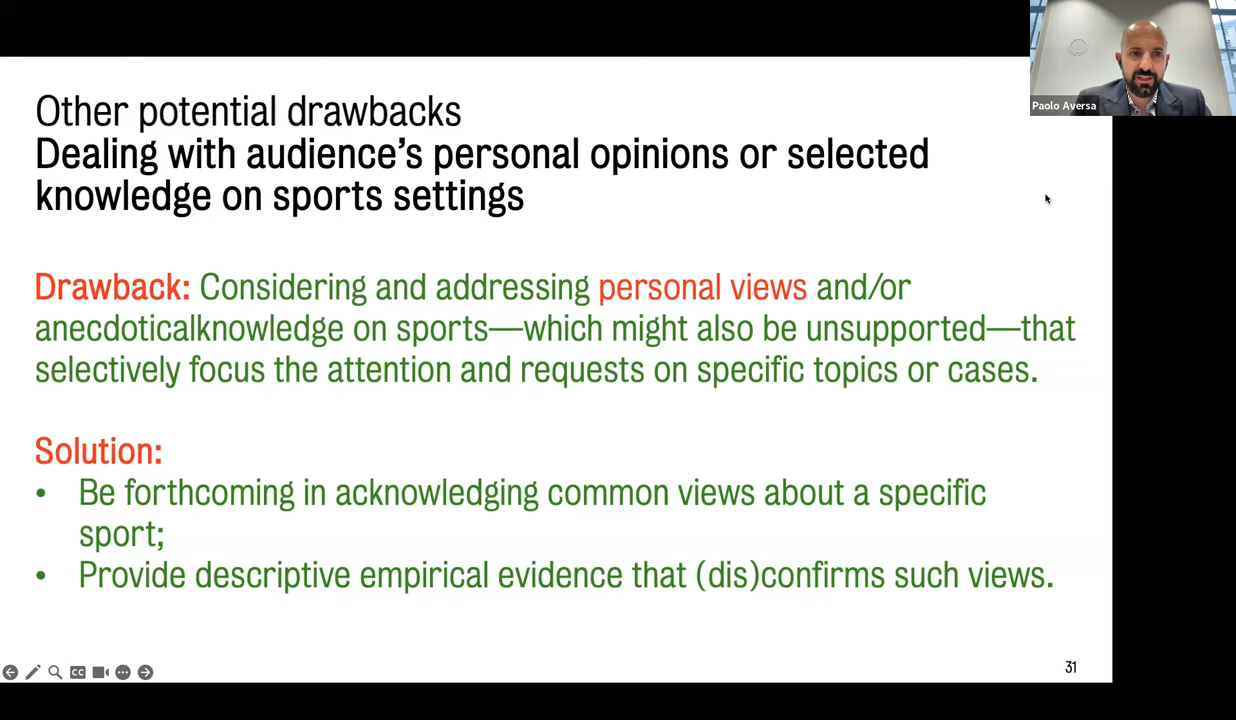 Paolo Aversa
Other potential drawbacks
Dealing with audience's personal opinions or selected
knowledge on sports settings
Drawback: Considering and addressing personal views and/or
anecdoticalknowledge on sports—which might also be unsupported—that
selectively focus the attention and requests on specific topics or cases.
Solution:
• Be forthcoming in acknowledging common views about a specific
sport;
• Provide descriptive empirical evidence that (dis)confirms such views.
CC
31